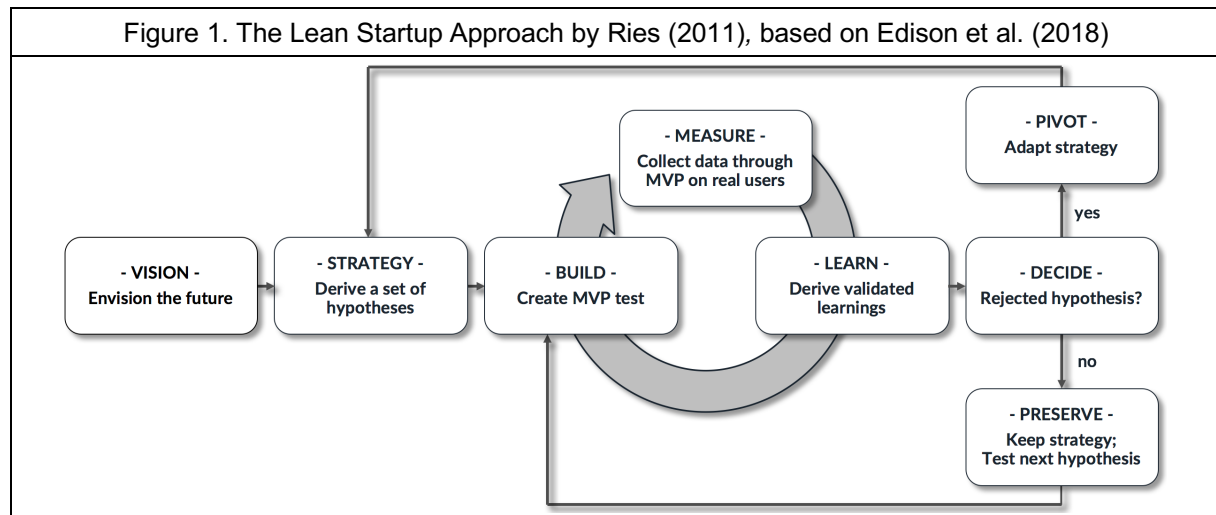 Figure 1. The Lean Startup Approach by Ries (2011), based on Edison et al. (2018)
- VISION -
Envision the future
- STRATEGY -
Derive a set of
hypotheses
- BUILD -
Create MVP test
- MEASURE -
Collect data through
MVP on real users
- LEARN -
Derive validated
learnings
- DECIDE -
Rejected hypothesis?
yes
- PIVOT -
Adapt strategy
no
- PRESERVE -
Keep strategy;
Test next hypothesis